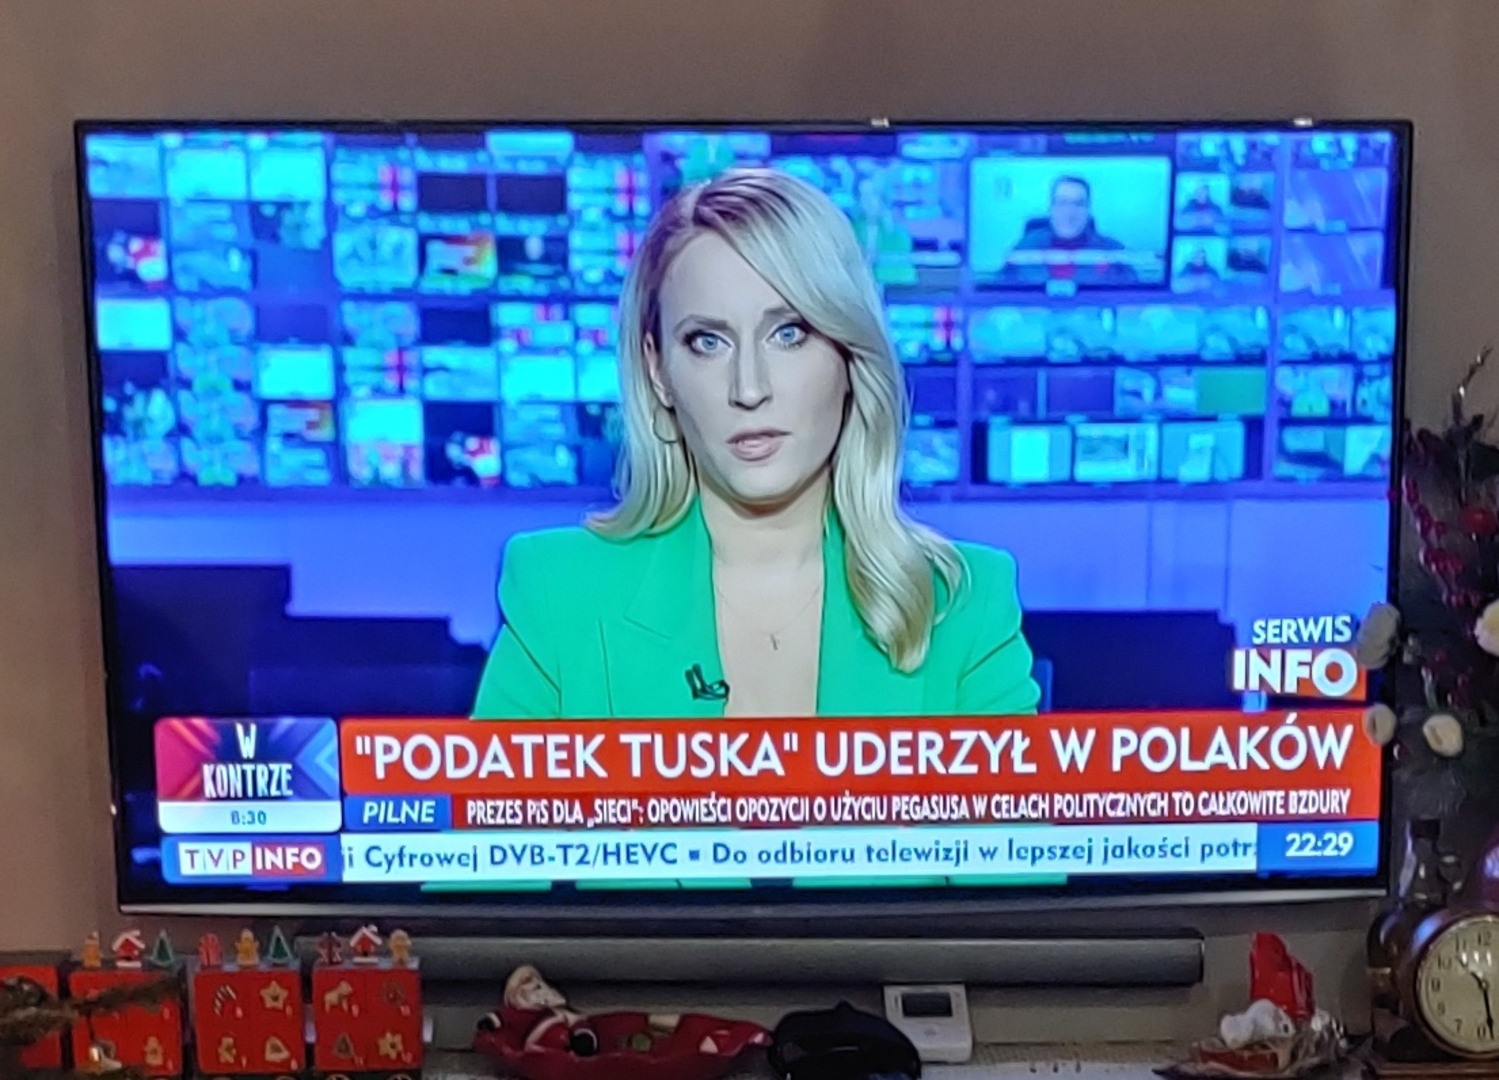 SERWIS
INFO
W
KONTRZE
8:30
"PODATEK TUSKA" UDERZYŁ W POLAKÓW
PILNE
PREZES PiS DLA „SIECI”: OPOWIEŚCI OPOZYCJI O UŻYCIU PEGASUSA W CELACH POLITYCZNYCH TO CAŁKOWITE BZDURY
TVP INFO
i Cyfrowej DVB-T2/HEVC ▪ Do odbioru telewizji w lepszej jakości potr
22:29